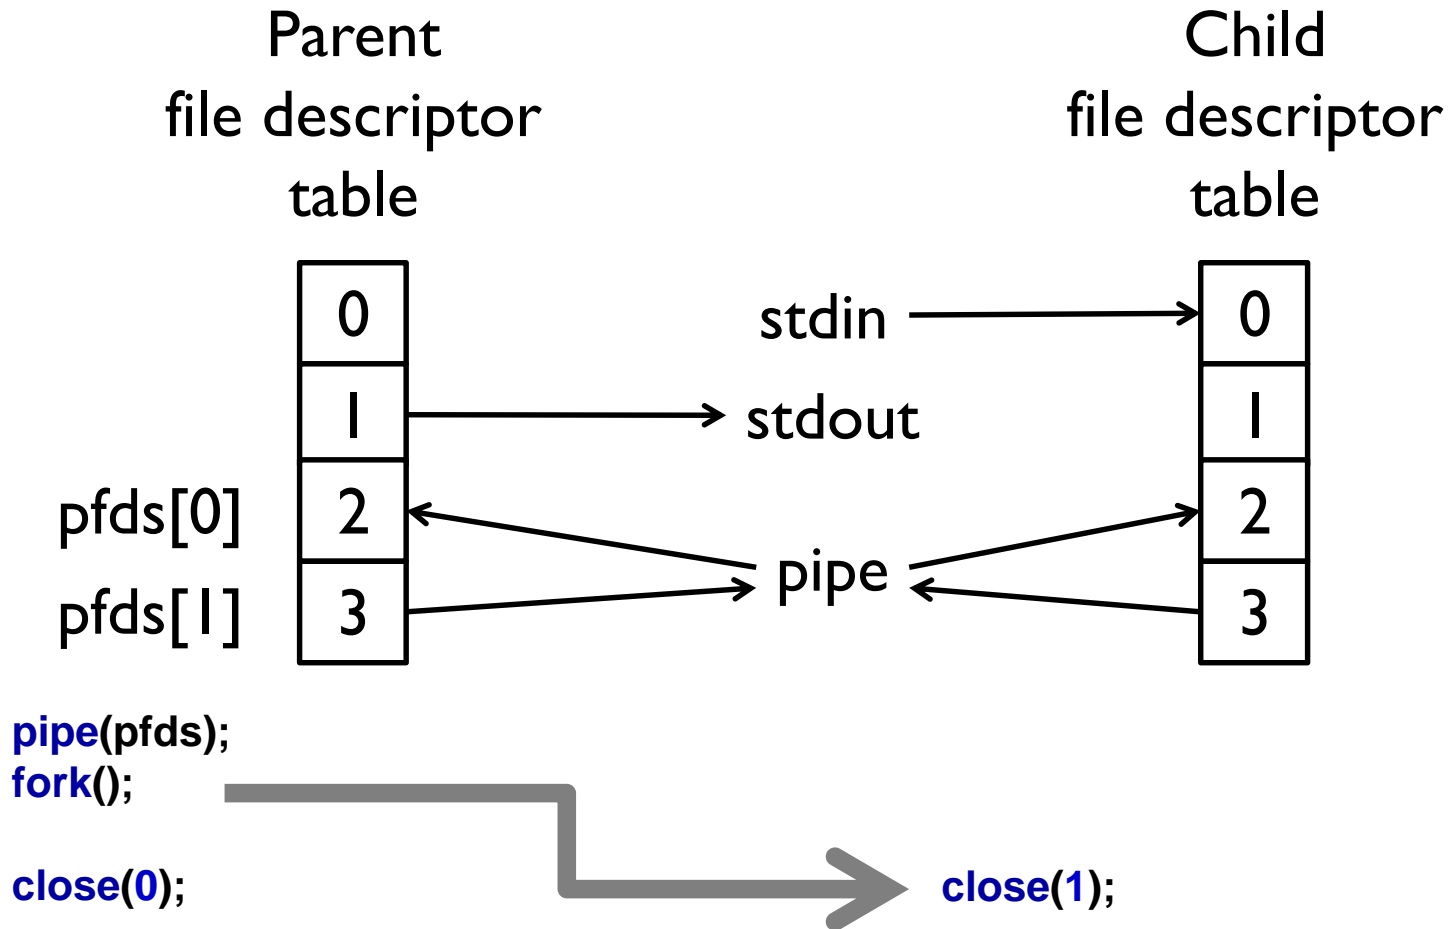 Parent
file descriptor
table
Child
file descriptor
table
0
stdin
0
1
stdout
1
pfds[0]
2
2
pipe
pfds[1]
3
3
pipe(pfds);
fork();
close(0);
close(1);